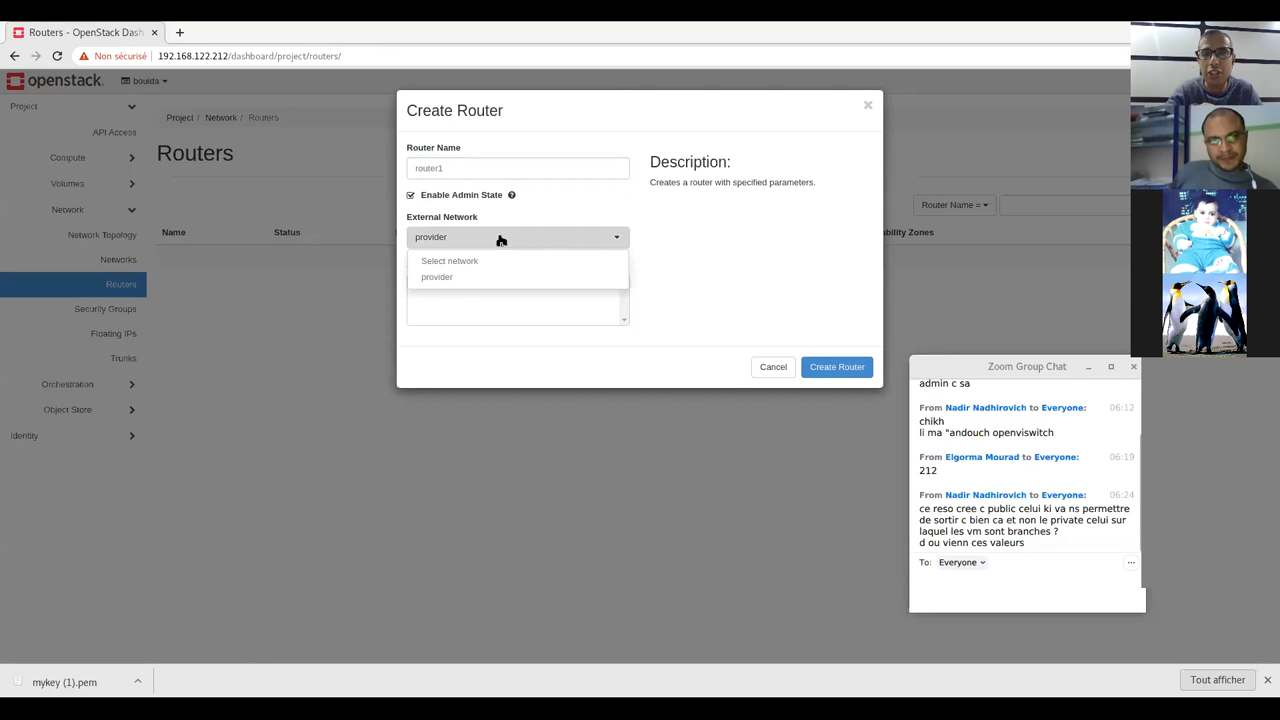 Routers - OpenStack Dash
Non sécurisé
192.168.122.212/dashboard/project/routers/
openstack.
bouida
Project
API Access
Compute
Volumes
Network
Network Topology
Networks
Routers
Security Groups
Floating IPs
Trunks
Orchestration
Object Store
Identity
Project / Network / Routers
Routers
Router Name =
Name
Status
bility Zones
Create Router
Router Name
router1
Enable Admin State
External Network
provider
Select network
provider
Description:
Creates a router with specified parameters.
Cancel
Create Router
Zoom Group Chat
admin c sa
From Nadir Nadhirovich to Everyone: 06:12
chikh
li ma "andouch openviswitch
From Elgorma Mourad to Everyone: 06:19
212
From Nadir Nadhirovich to Everyone: 06:24
ce reso cree c public celui ki va ns permettre
de sortir c bien ca et non le private celui sur
laquel les vm sont branches ?
d ou vienn ces valeurs
To: Everyone
mykey (1).pem
Tout afficher